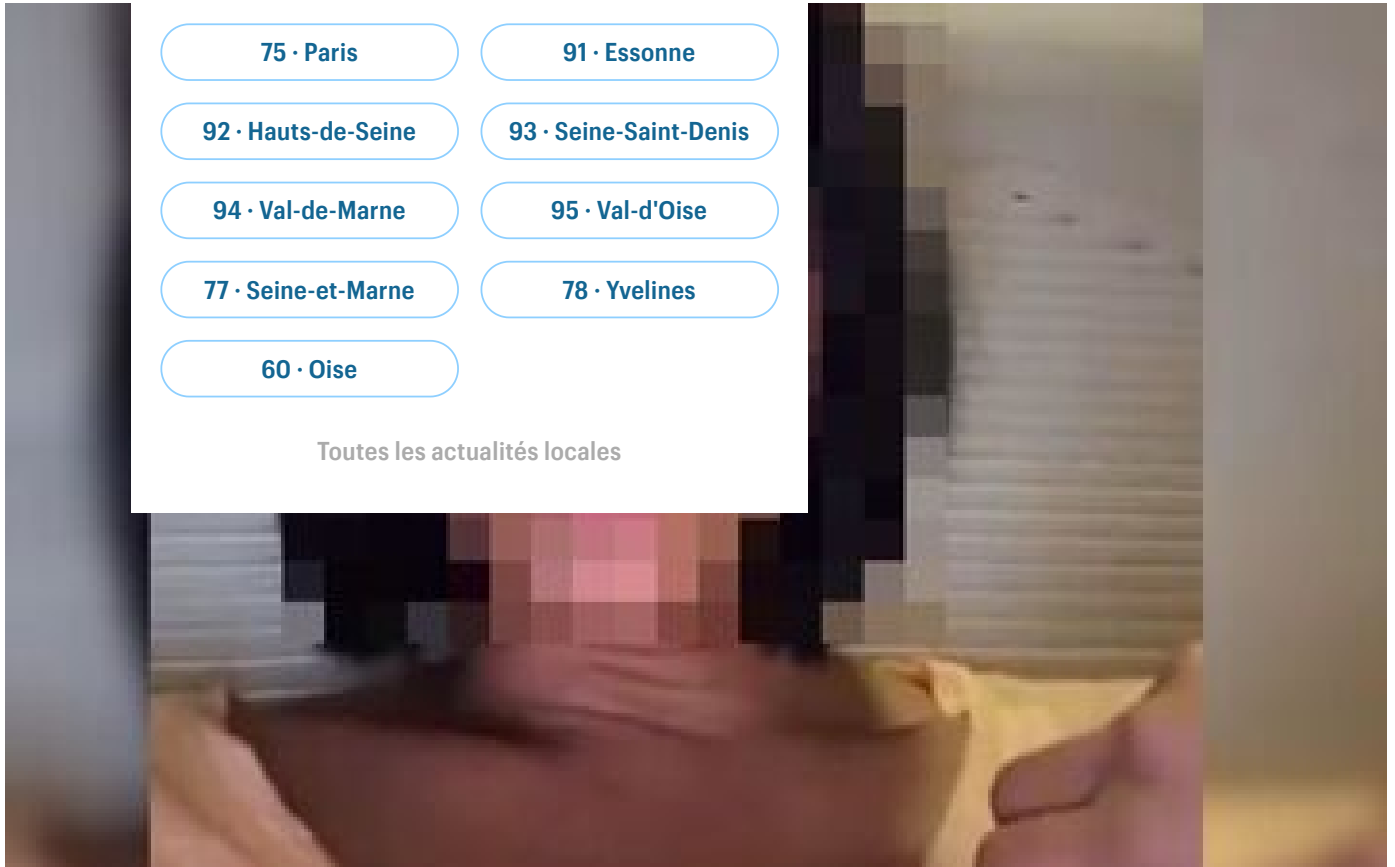 75 · Paris
91 · Essonne
92 · Hauts-de-Seine
93 · Seine-Saint-Denis
94 · Val-de-Marne
95 · Val-d'Oise
77 · Seine-et-Marne
78 · Yvelines
60 · Oise
Toutes les actualités locales